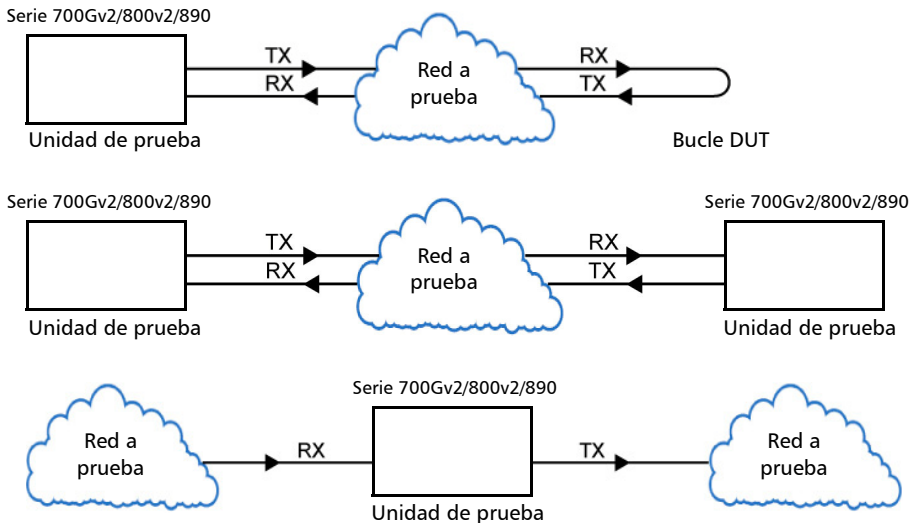 Serie 700Gv2/800v2/890
TX
RX
Red a
prueba
RX
TX
Unidad de prueba
Bucle DUT
Serie 700Gv2/800v2/890
Serie 700Gv2/800v2/890
TX
RX
Red a
prueba
RX
TX
Unidad de prueba
Unidad de prueba
Serie 700Gv2/800v2/890
Red a
prueba
RX
TX
Red a
prueba
Unidad de prueba